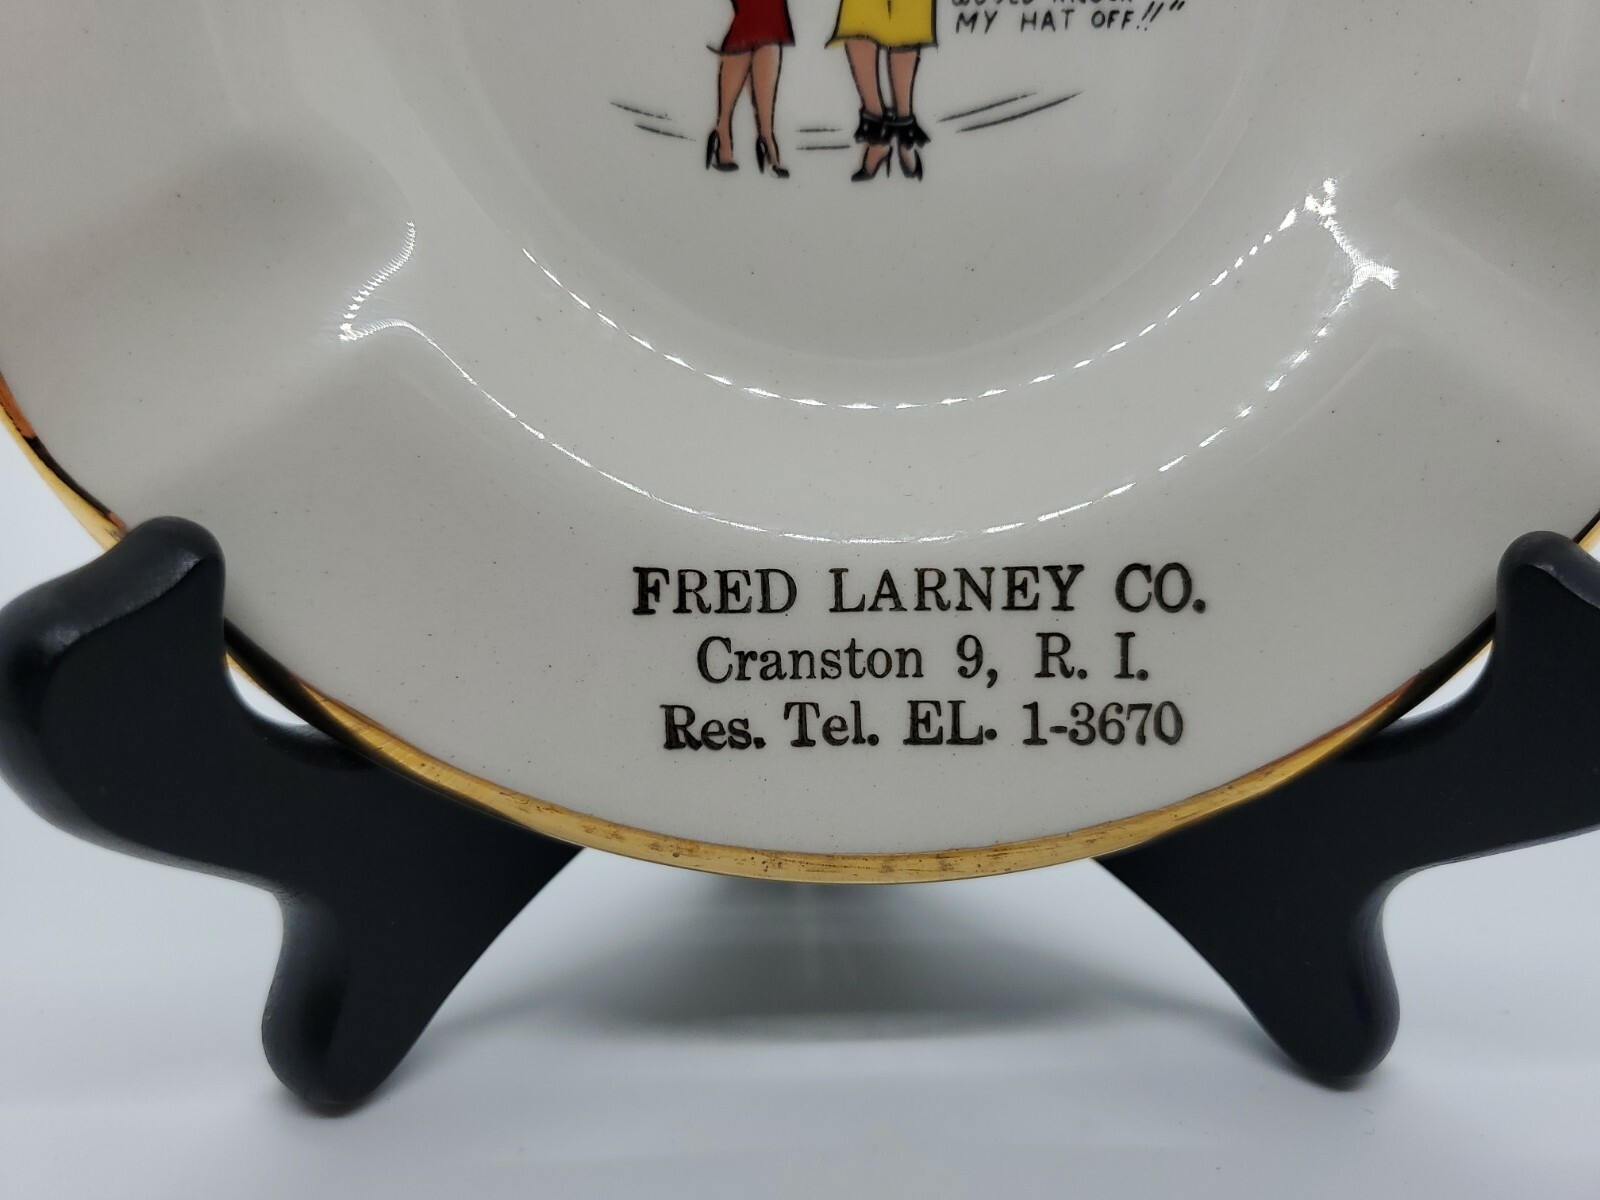 MY HAT OFF!!"
FRED LARNEY CO.
Cranston 9, R. I.
Res. Tel. EL. 1-3670